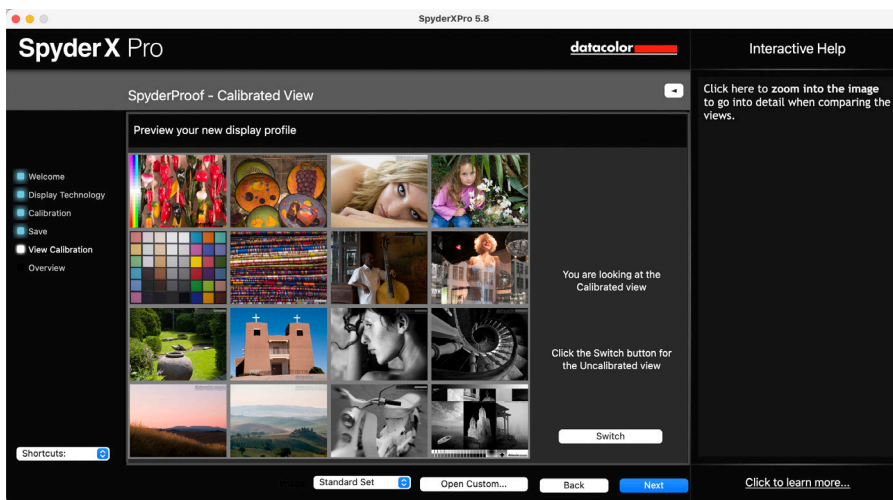 SpyderXPro 5.8
SpyderX Pro
datacolor
Interactive Help
SpyderProof - Calibrated View
Click here to zoom into the image
to go into detail when comparing the
views.
Preview your new display profile
Welcome
Display Technology
Calibration
Save
View Calibration
Overview
You are looking at the
Calibrated view
Click the Switch button for
the Uncalibrated view
Switch
Shortcuts:
Standard Set
Open Custom...
Back
Next
Click to learn more...